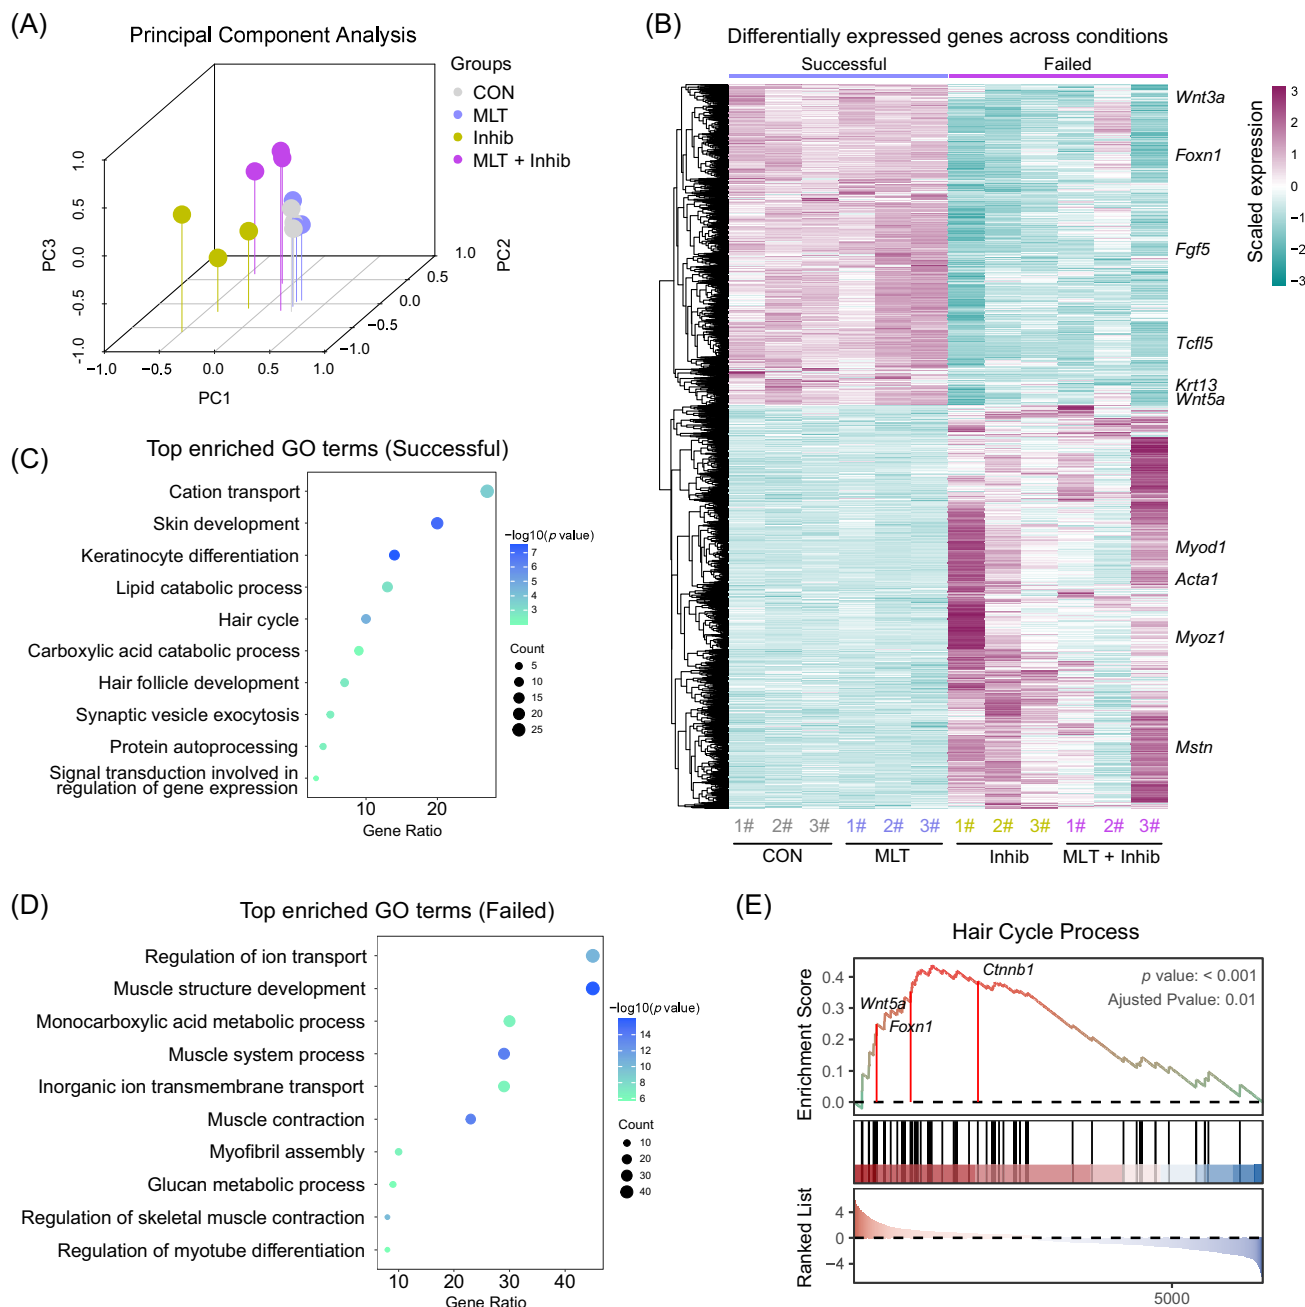 (A)
Principal Component Analysis
Groups
CON
MLT
Inhib
MLT + Inhib
1.0
0.5
0.0
−0.5
−1.0
PC3
−1.0
−0.5
0.0
0.5
1.0
PC1
−1.0
−0.5
0.0
0.5
1.0
PC2
(B)
Differentially expressed genes across conditions
Successful
Failed
Wnt3a
Foxn1
Fgf5
Tcfl5
Krt13
Wnt5a
Myod1
Acta1
Myoz1
Mstn
3
2
1
0
−1
−2
−3
Scaled expression
1# 2# 3# 1# 2# 3# 1# 2# 3# 1# 2# 3#
CON MLT Inhib MLT + Inhib
(C)
Top enriched GO terms (Successful)
Cation transport
Skin development
Keratinocyte differentiation
Lipid catabolic process
Hair cycle
Carboxylic acid catabolic process
Hair follicle development
Synaptic vesicle exocytosis
Protein autoprocessing
Signal transduction involved in
regulation of gene expression
10 20
Gene Ratio
−log10(p value)
7
6
5
4
3
Count
5
10
15
20
25
(D)
Top enriched GO terms (Failed)
Regulation of ion transport
Muscle structure development
Monocarboxylic acid metabolic process
Muscle system process
Inorganic ion transmembrane transport
Muscle contraction
Myofibril assembly
Glucan metabolic process
Regulation of skeletal muscle contraction
Regulation of myotube differentiation
10 20 30 40
Gene Ratio
−log10(p value)
14
12
10
8
6
Count
10
20
30
40
(E)
Hair Cycle Process
Enrichment Score
0.4
0.3
0.2
0.1
0.0
Wnt5a
Foxn1
Ctnnb1
p value: < 0.001
Ajusted Pvalue: 0.01
Ranked List
4
0
−4
5000